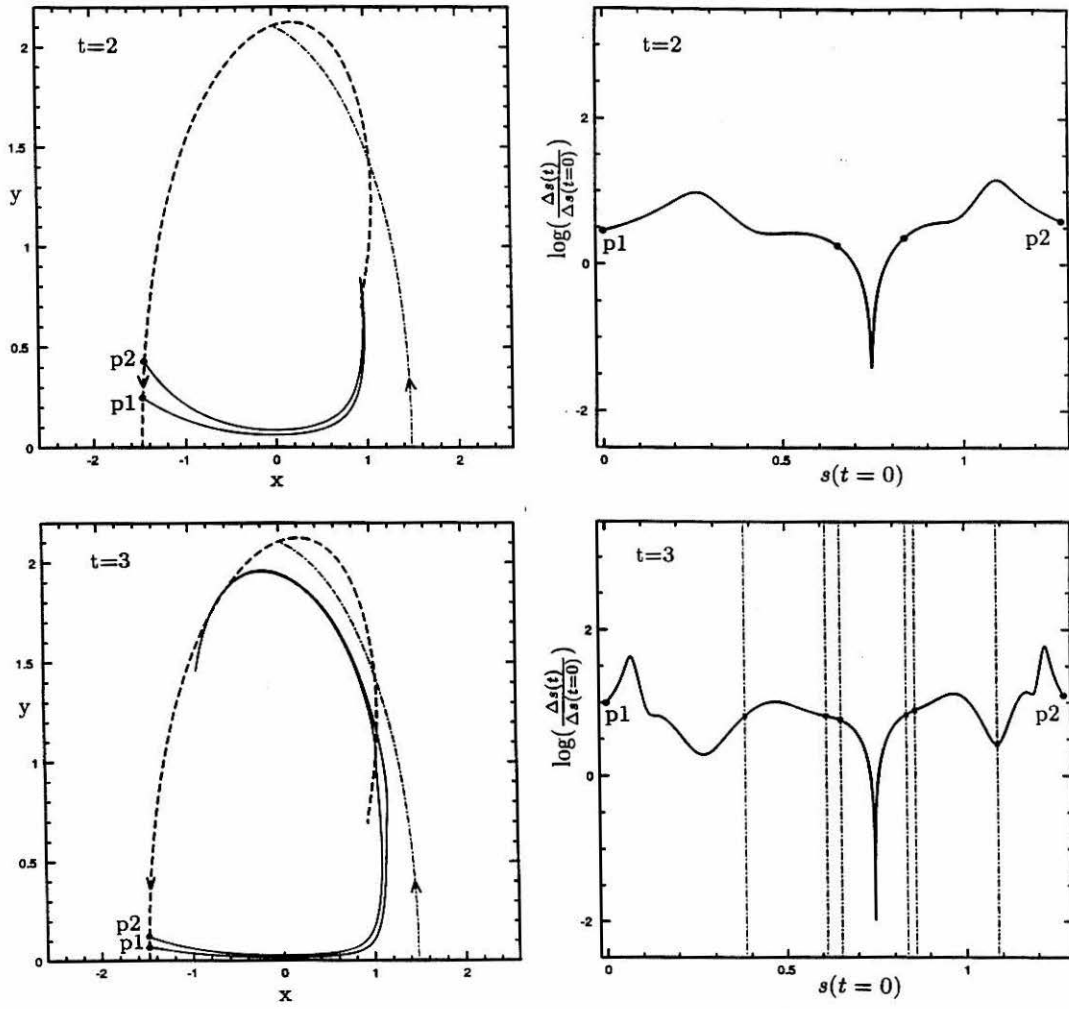 t=2
2
1.5
y
1
0.5
0
p2
p1
-2
-1
0
1
2
x
t=2
log(Δs(t)/Δs(t=0))
2
0
-2
p1
p2
0
0.5
1
s(t = 0)
t=3
2
1.5
y
1
0.5
0
p2
p1
-2
-1
0
1
2
x
t=3
log(Δs(t)/Δs(t=0))
2
0
-2
p1
p2
0
0.5
1
s(t = 0)